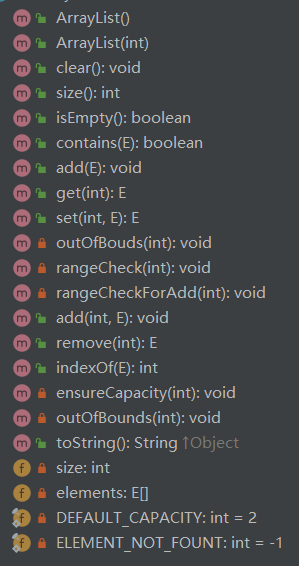 ArrayList()
ArrayList(int)
clear(): void
size(): int
isEmpty(): boolean
contains(E): boolean
add(E): void
get(int): E
set(int, E): E
outOfBouds(int): void
rangeCheck(int): void
rangeCheckForAdd(int): void
add(int, E): void
remove(int): E
indexOf(E): int
ensureCapacity(int): void
outOfBounds(int): void
toString(): String ↑Object
size: int
elements: E[]
DEFAULT_CAPACITY: int = 2
ELEMENT_NOT_FOUNT: int = -1